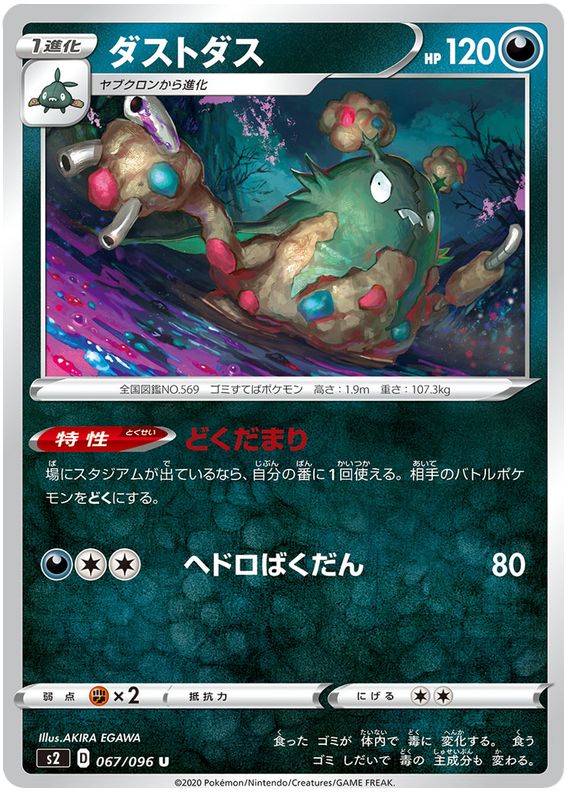 1進化
ダストダス
HP 120
ヤブクロンから進化
全国図鑑NO.569 ゴミすてばポケモン 高さ:1.9m 重さ:107.3kg
特性 とくせい どくだまり
場にスタジアムが出ているなら、自分の番に1回使える。相手のバトルポケ
モンをどくにする。
ヘドロばくだん 80
弱点 ×2 抵抗力 にげる
Illus.AKIRA EGAWA
食った ゴミが 体内で 毒に 変化する。食う
ゴミ しだいで 毒の 主成分も 変わる。
s2 D 067/096 U
©2020 Pokémon/Nintendo/Creatures/GAME FREAK.